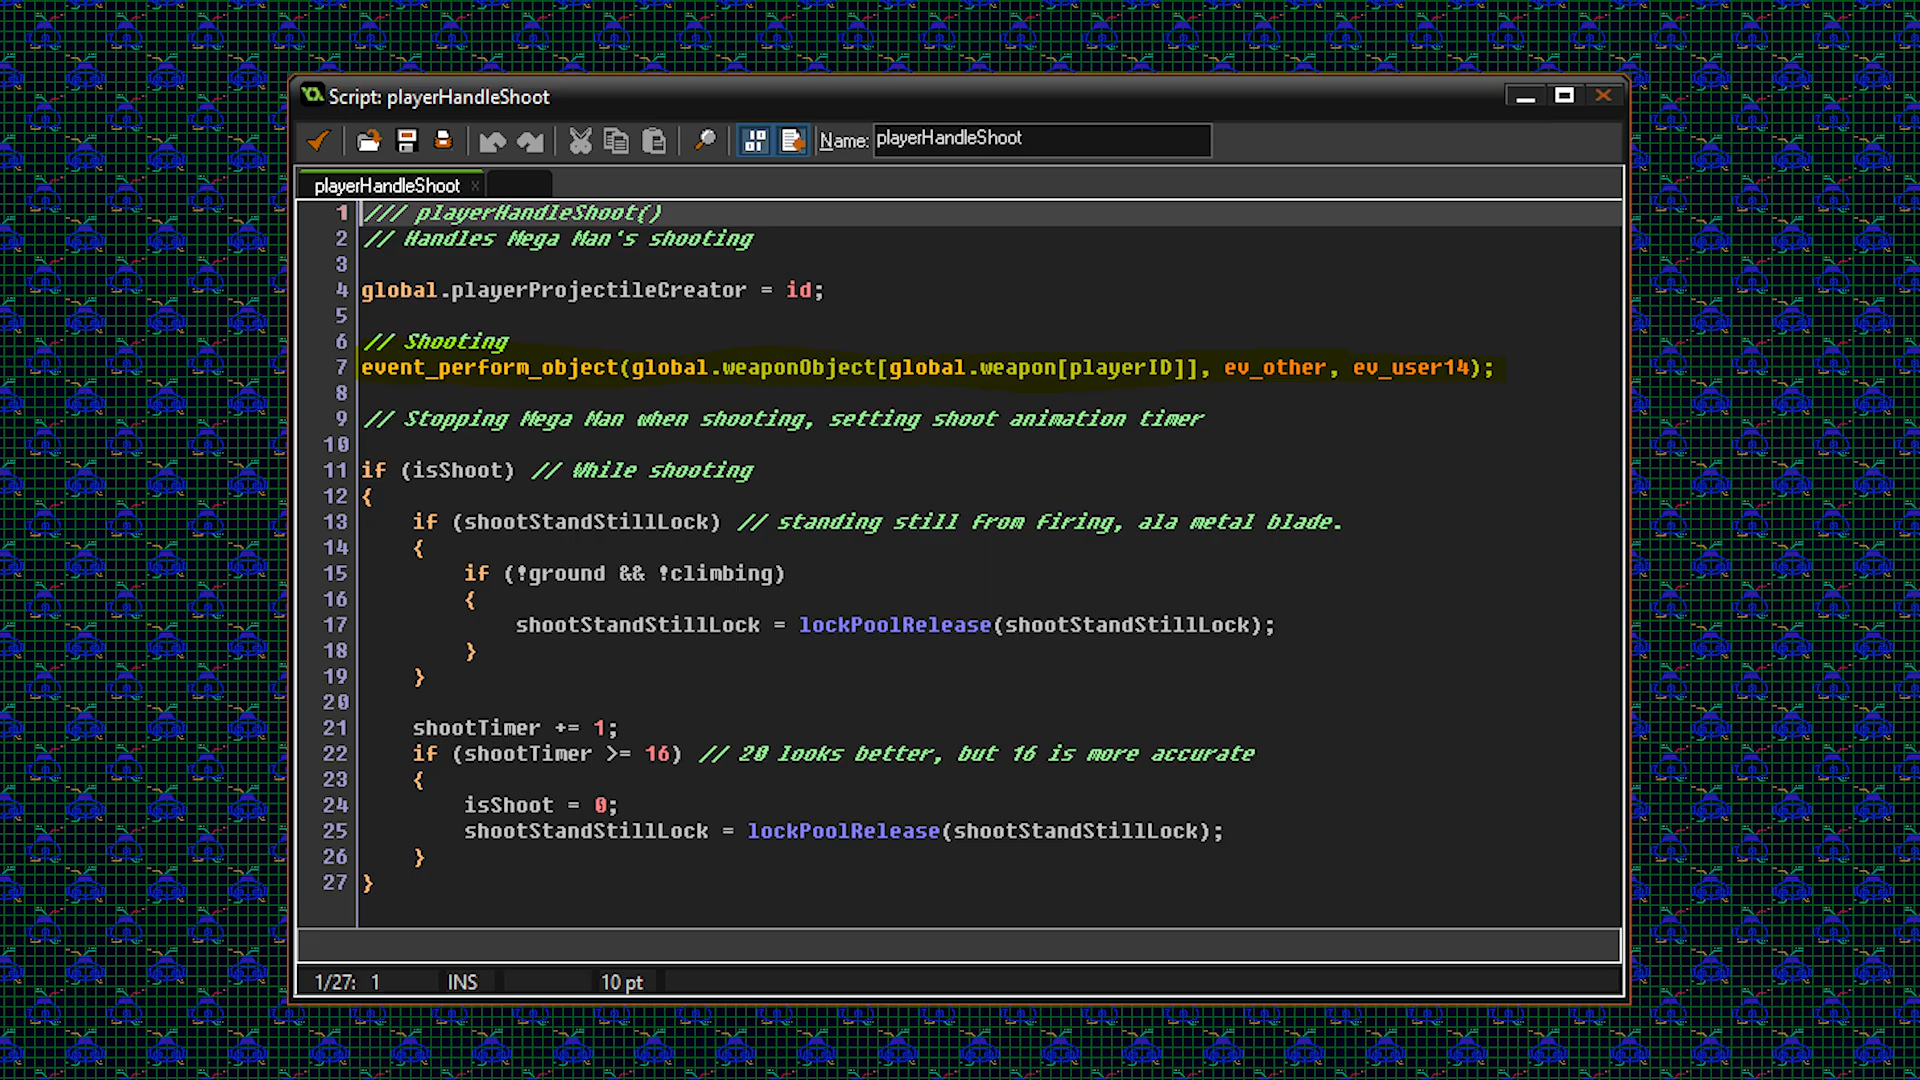 Script: playerHandleShoot
Name: playerHandleShoot
playerHandleShoot x
1 /// playerHandleShoot()
2 // Handles Mega Man's shooting
3
4 global.playerProjectileCreator = id;
5
6 // Shooting
7 event_perform_object(global.weaponObject[global.weapon[playerID]], ev_other, ev_user14);
8
9 // Stopping Mega Man when shooting, setting shoot animation timer
10
11 if (isShoot) // While shooting
12 {
13 if (shootStandStillLock) // standing still from firing, ala metal blade.
14 {
15 if (!ground && !climbing)
16 {
17 shootStandStillLock = lockPoolRelease(shootStandStillLock);
18 }
19 }
20
21 shootTimer += 1;
22 if (shootTimer >= 16) // 20 looks better, but 16 is more accurate
23 {
24 isShoot = 0;
25 shootStandStillLock = lockPoolRelease(shootStandStillLock);
26 }
27 }
1/27: 1 INS 10 pt